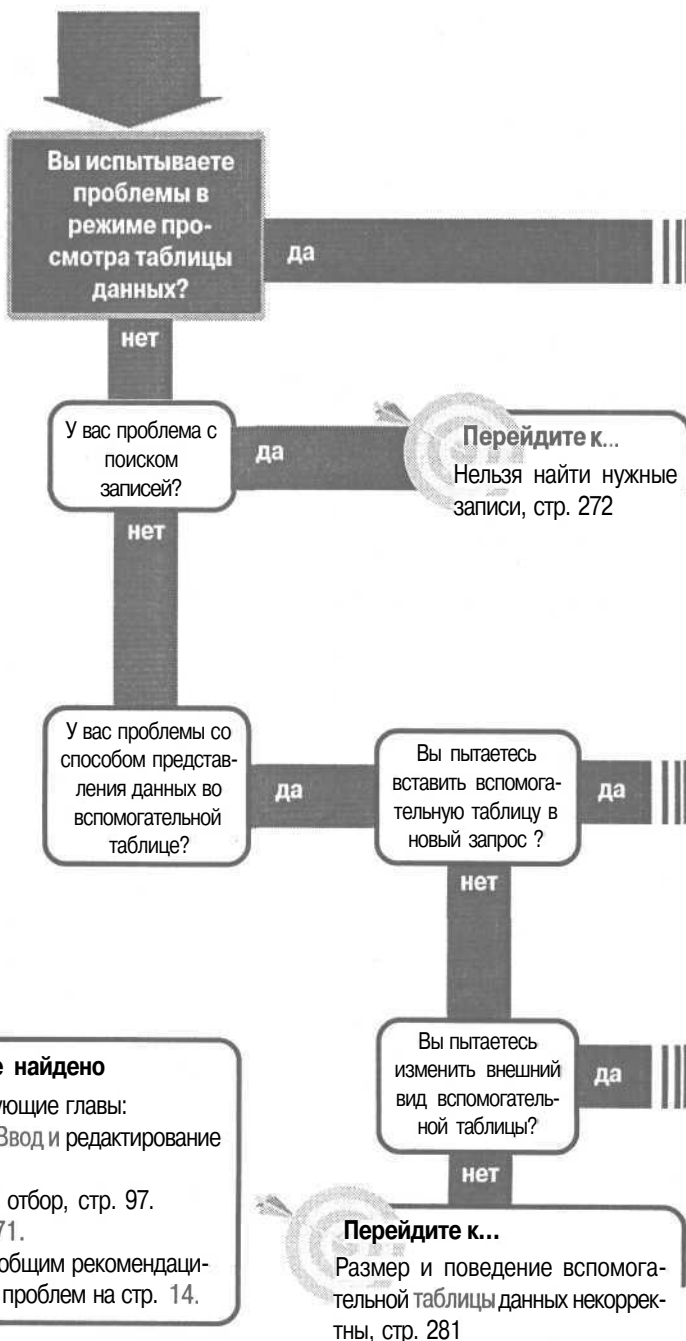 Вы испытываете
проблемы в
режиме про-
смотра таблицы
данных?
да
нет
У вас проблема с
поиском
записей?
да
Перейдите к...
Нельзя найти нужные
записи, стр. 272
нет
У вас проблемы со
способом представ-
ления данных во
вспомогательной
таблице?
да
Вы пытаетесь
вставить вспомога-
тельную таблицу в
новый запрос ?
да
нет
Вы пытаетесь
изменить внешний
вид вспомогатель-
ной таблицы?
да
нет
найдено
главы:
Ввод и редактирование
отбор, стр. 97.
71.
общим рекомендаци-
проблем на стр. 14.
Перейдите к...
Размер и поведение вспомога-
тельной таблицы данных некоррек-
тны, стр. 281